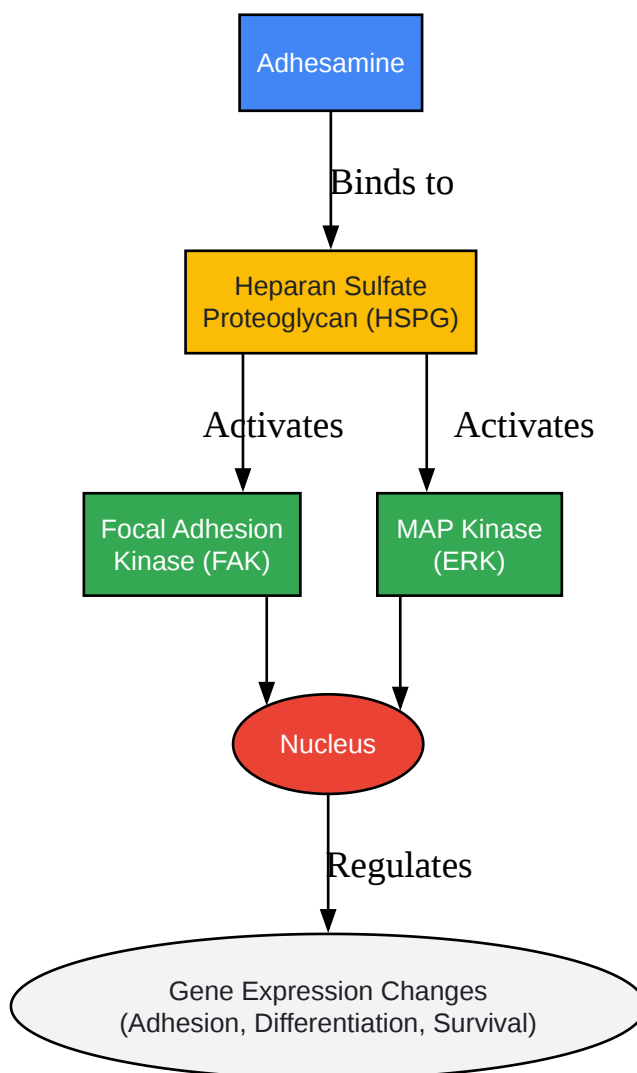 Adhesamine
Binds to
Heparan Sulfate
Proteoglycan (HSPG)
Activates
Activates
Focal Adhesion
Kinase (FAK)
MAP Kinase
(ERK)
Nucleus
Regulates
Gene Expression Changes
(Adhesion, Differentiation, Survival)